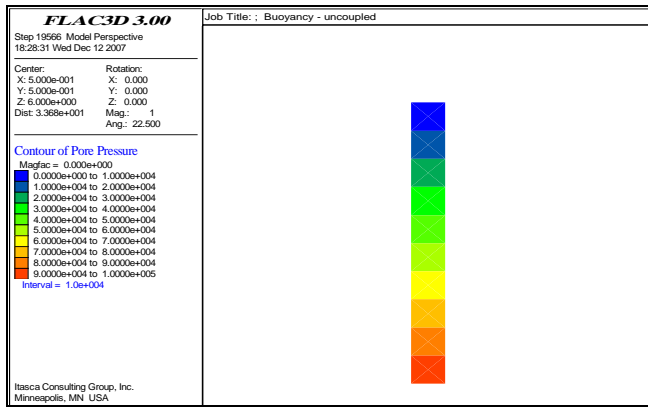 FLAC3D 3.00
Job Title: ; Buoyancy - uncoupled
Step 19566 Model Perspective
18:28:31 Wed Dec 12 2007
Center: Rotation:
X: 5.000e-001 X: 0.000
Y: 5.000e-001 Y: 0.000
Z: 6.000e+000 Z: 0.000
Dist: 3.368e+001 Mag.: 1
Ang.: 22.500
Contour of Pore Pressure
Magfac = 0.000e+000
0.0000e+000 to 1.0000e+004
1.0000e+004 to 2.0000e+004
2.0000e+004 to 3.0000e+004
3.0000e+004 to 4.0000e+004
4.0000e+004 to 5.0000e+004
5.0000e+004 to 6.0000e+004
6.0000e+004 to 7.0000e+004
7.0000e+004 to 8.0000e+004
8.0000e+004 to 9.0000e+004
9.0000e+004 to 1.0000e+005
Interval = 1.0e+004
Itasca Consulting Group, Inc.
Minneapolis, MN USA